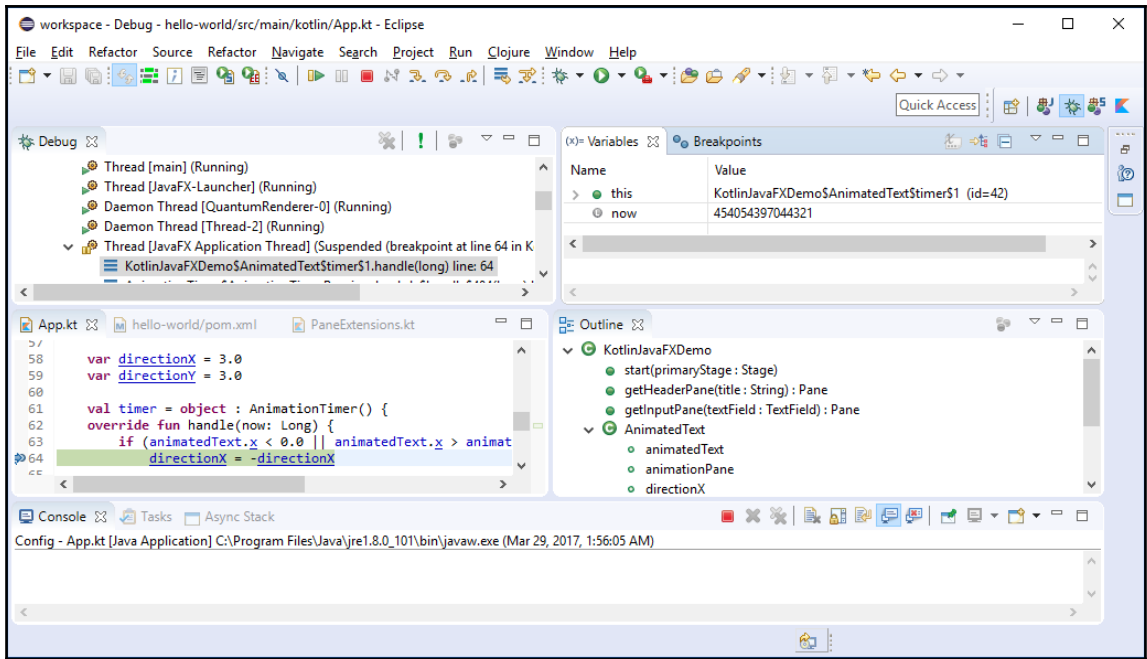 workspace - Debug - hello-world/src/main/kotlin/App.kt - Eclipse
File Edit Refactor Source Refactor Navigate Search Project Run Clojure Window Help
Quick Access
Debug
Thread [main] (Running)
Thread [JavaFX-Launcher] (Running)
Daemon Thread [QuantumRenderer-0] (Running)
Daemon Thread [Thread-2] (Running)
Thread [JavaFX Application Thread] (Suspended (breakpoint at line 64 in K
KotlinJavaFXDemo$AnimatedText$timer$1.handle(long) line: 64
(x)= Variables Breakpoints
Name Value
this KotlinJavaFXDemo$AnimatedText$timer$1 (id=42)
now 454054397044321
App.kt hello-world/pom.xml PaneExtensions.kt
57
58 var directionX = 3.0
59 var directionY = 3.0
60
61 val timer = object : AnimationTimer() {
62 override fun handle(now: Long) {
63 if (animatedText.x < 0.0 || animatedText.x > animat
64 directionX = -directionX
65
Outline
KotlinJavaFXDemo
start(primaryStage : Stage)
getHeaderPane(title : String) : Pane
getInputPane(textField : TextField) : Pane
AnimatedText
animatedText
animationPane
directionX
Console Tasks Async Stack
Config - App.kt [Java Application] C:\Program Files\Java\jre1.8.0_101\bin\javaw.exe (Mar 29, 2017, 1:56:05 AM)